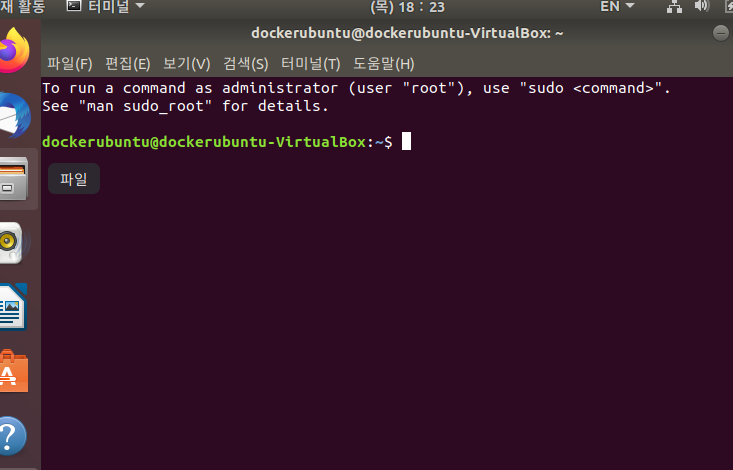 재 활동 터미널 (목) 18 : 23 EN
dockerubuntu@dockerubuntu-VirtualBox: ~
파일(F) 편집(E) 보기(V) 검색(S) 터미널(T) 도움말(H)
To run a command as administrator (user "root"), use "sudo <command>".
See "man sudo_root" for details.
dockerubuntu@dockerubuntu-VirtualBox:~$
파일